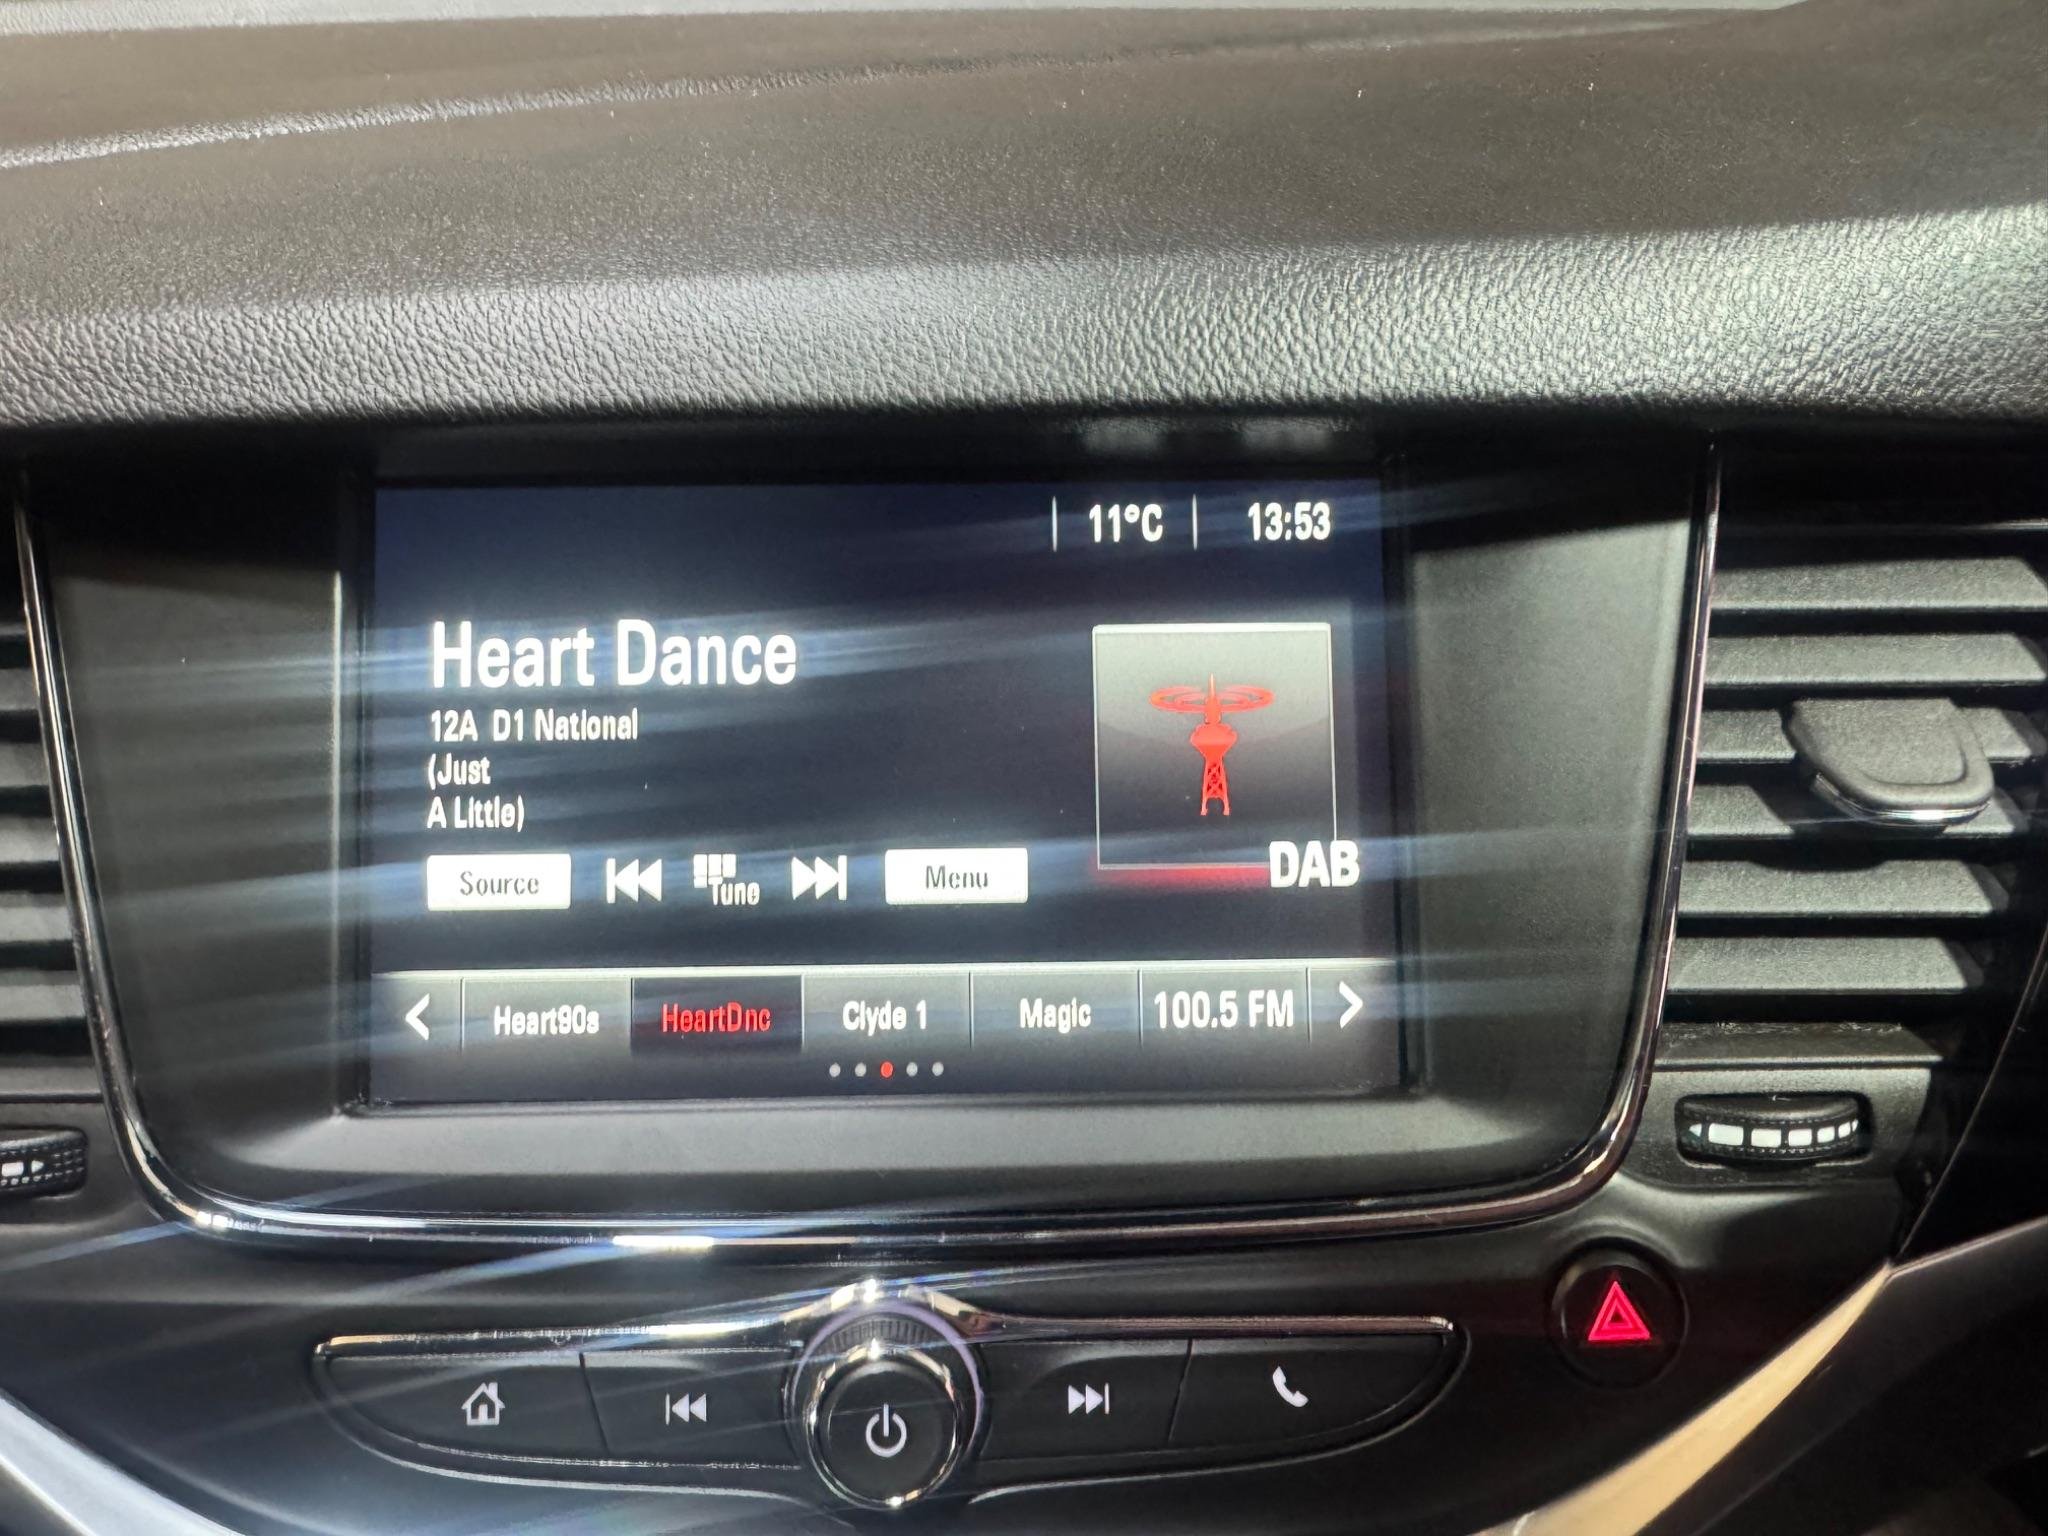 11°C 13:53
Heart Dance
12A D1 National
(Just
A Little)
Source Tune Menu
DAB
Heart90s HeartDnc Clyde 1 Magic 100.5 FM